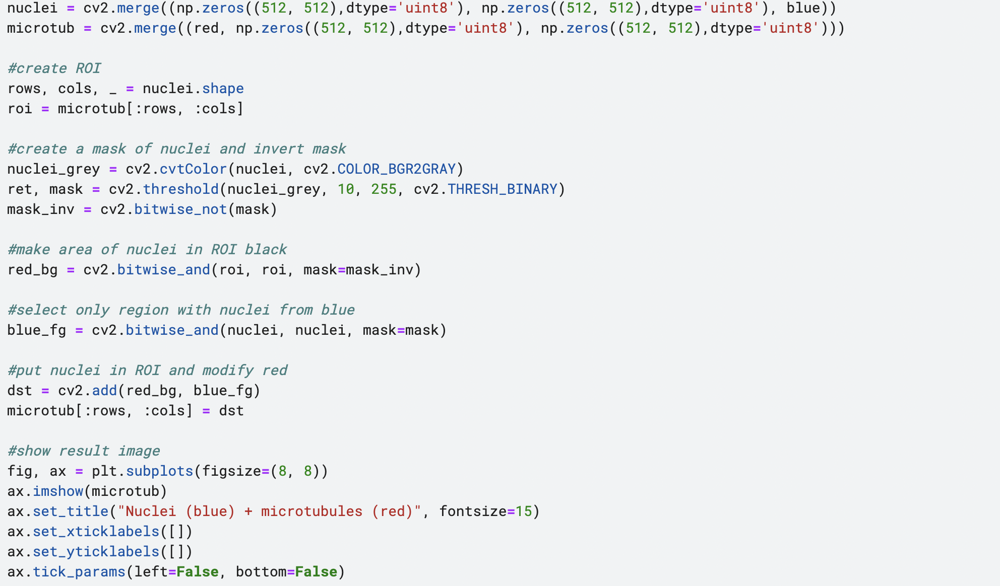 nuclei = cv2.merge((np.zeros((512, 512),dtype='uint8'), np.zeros((512, 512),dtype='uint8'), blue))
microtub = cv2.merge((red, np.zeros((512, 512),dtype='uint8'), np.zeros((512, 512),dtype='uint8')))
#create ROI
rows, cols, _ = nuclei.shape
roi = microtub[:rows, :cols]
#create a mask of nuclei and invert mask
nuclei_grey = cv2.cvtColor(nuclei, cv2.COLOR_BGR2GRAY)
ret, mask = cv2.threshold(nuclei_grey, 10, 255, cv2.THRESH_BINARY)
mask_inv = cv2.bitwise_not(mask)
#make area of nuclei in ROI black
red_bg = cv2.bitwise_and(roi, roi, mask=mask_inv)
#select only region with nuclei from blue
blue_fg = cv2.bitwise_and(nuclei, nuclei, mask=mask)
#put nuclei in ROI and modify red
dst = cv2.add(red_bg, blue_fg)
microtub[:rows, :cols] = dst
#show result image
fig, ax = plt.subplots(figsize=(8, 8))
ax.imshow(microtub)
ax.set_title("Nuclei (blue) + microtubules (red)", fontsize=15)
ax.set_xticklabels([])
ax.set_yticklabels([])
ax.tick_params(left=False, bottom=False)